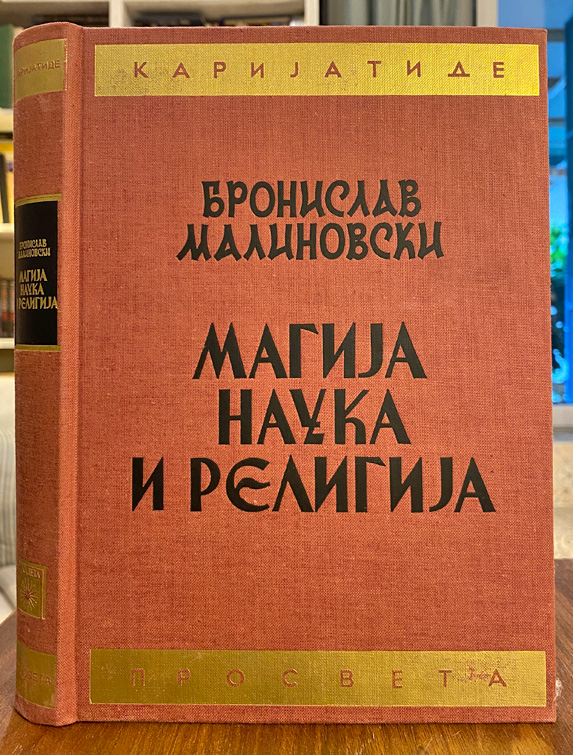 КАРИЈАТИДЕ
БРОНИСЛАВ
МАЛИНОВСКИ
МАГИЈА
НАУКА
И РЕЛИГИЈА
ПРОСВЕТА
БРОНИСЛАВ
МАЛИНОВСКИ
МАГИЈА
НАУКА
И РЕЛИГИЈА